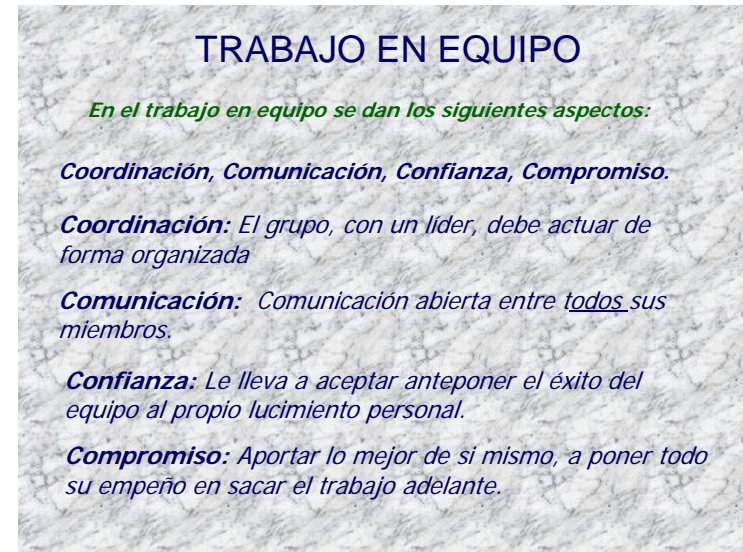 TRABAJO EN EQUIPO
En el trabajo en equipo se dan los siguientes aspectos:
Coordinación, Comunicación, Confianza, Compromiso.
Coordinación: El grupo, con un líder, debe actuar de
forma organizada
Comunicación: Comunicación abierta entre todos sus
miembros.
Confianza: Le lleva a aceptar anteponer el éxito del
equipo al propio lucimiento personal.
Compromiso: Aportar lo mejor de si mismo, a poner todo
su empeño en sacar el trabajo adelante.